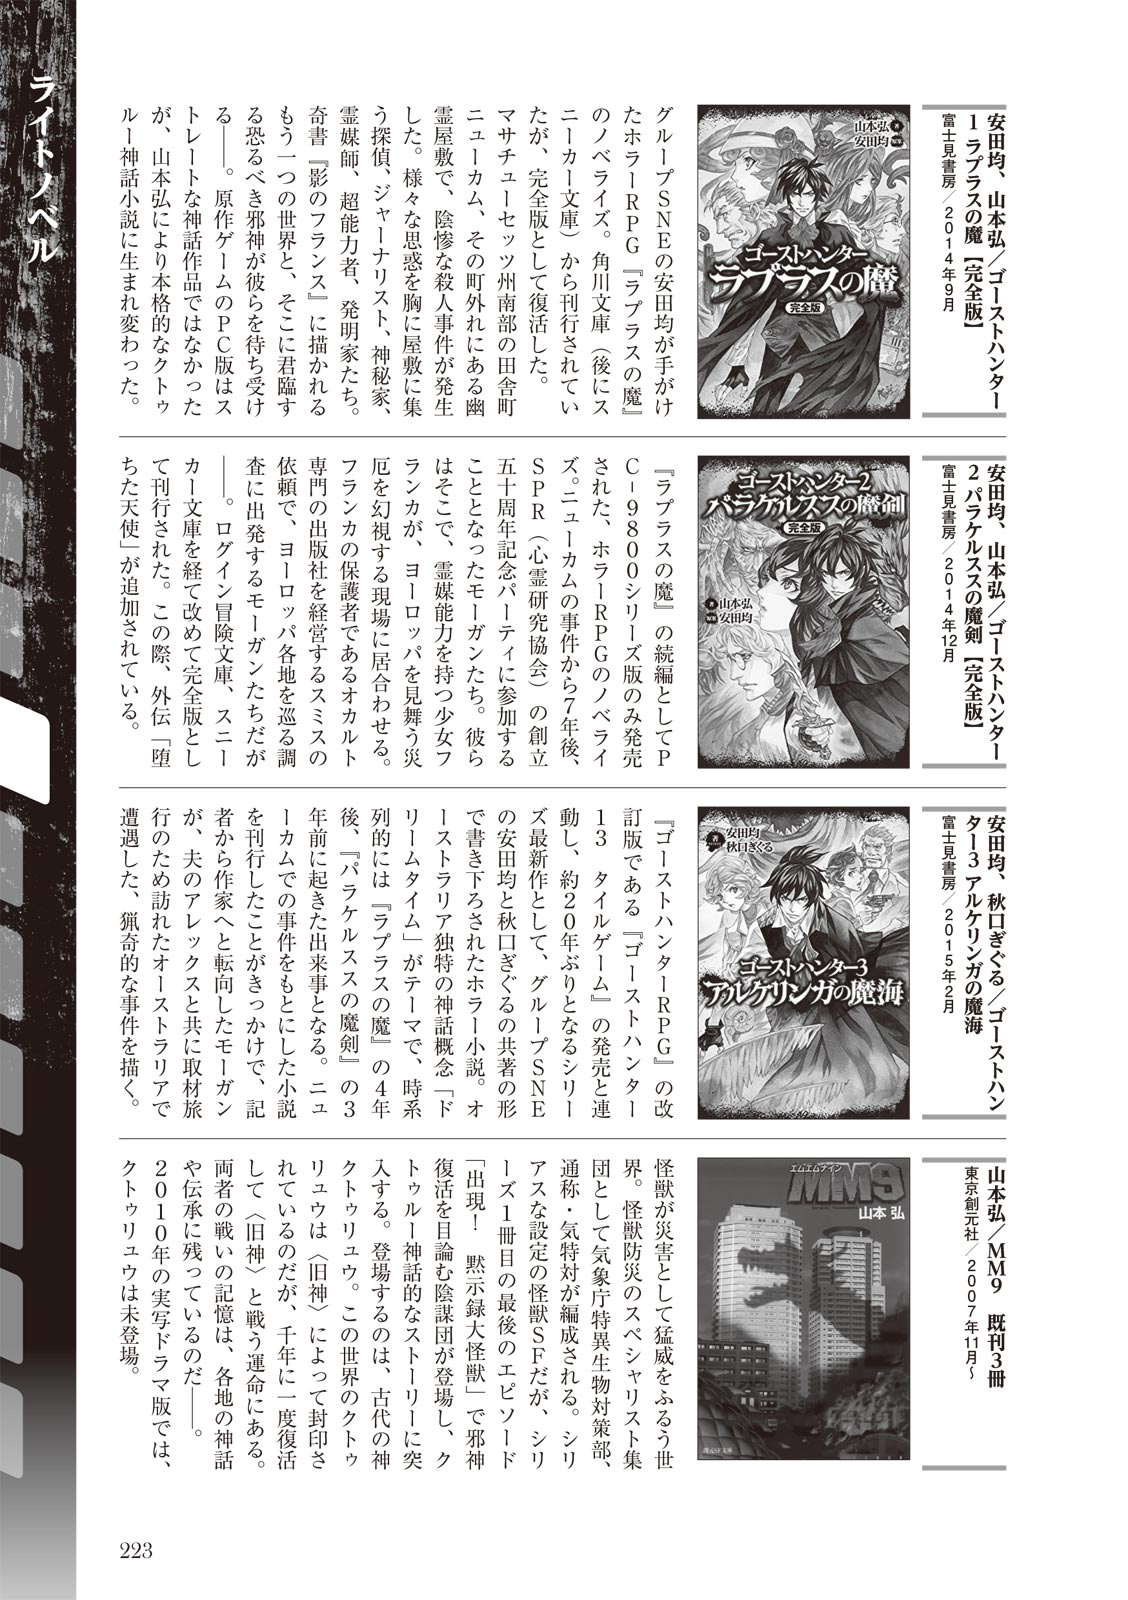 ライトノベル
安田均、山本弘／ゴーストハンター
1 ラプラスの魔【完全版】
富士見書房／2014年9月
山本弘 著
安田均 原案
ゴーストハンター
ラプラスの魔
完全版
グループSNEの安田均が手がけ
たホラーRPG『ラプラスの魔』
のノベライズ。角川文庫（後にス
ニーカー文庫）から刊行されてい
たが、完全版として復活した。
マサチューセッツ州南部の田舎町
ニューカム、その町外れにある幽
霊屋敷で、陰惨な殺人事件が発生
した。様々な思惑を胸に屋敷に集
う探偵、ジャーナリスト、神秘家、
霊媒師、超能力者、発明家たち。
奇書『影のフランス』に描かれる
もう一つの世界と、そこに君臨す
る恐るべき邪神が彼らを待ち受け
る――。原作ゲームのPC版はス
トレートな神話作品ではなかった
が、山本弘により本格的なクトゥ
ルー神話小説に生まれ変わった。
安田均、山本弘／ゴーストハンター
2 パラケルススの魔剣【完全版】
富士見書房／2014年12月
ゴーストハンター2
パラケルススの魔剣
完全版
著 山本弘
原案 安田均
『ラプラスの魔』の続編としてP
C−9800シリーズ版のみ発売
された、ホラーRPGのノベライ
ズ。ニューカムの事件から7年後、
SPR（心霊研究協会）の創立
五十周年記念パーティに参加する
こととなったモーガンたち。彼ら
はそこで、霊媒能力を持つ少女フ
ランカが、ヨーロッパを見舞う災
厄を幻視する現場に居合わせる。
フランカの保護者であるオカルト
専門の出版社を経営するスミスの
依頼で、ヨーロッパ各地を巡る調
査に出発するモーガンたちだが
――。ログイン冒険文庫、スニー
カー文庫を経て改めて完全版とし
て刊行された。この際、外伝「堕
ちた天使」が追加されている。
安田均、秋口ぎぐる／ゴーストハン
ター3 アルケリンガの魔海
富士見書房／2015年2月
著 安田均
秋口ぎぐる
ゴーストハンター3
アルケリンガの魔海
『ゴーストハンターRPG』の改
訂版である『ゴーストハンター
13　タイルゲーム』の発売と連
動し、約20年ぶりとなるシリー
ズ最新作として、グループSNE
の安田均と秋口ぎぐるの共著の形
で書き下ろされたホラー小説。オ
ーストラリア独特の神話概念「ド
リームタイム」がテーマで、時系
列的には『ラプラスの魔』の4年
後、『パラケルススの魔剣』の3
年前に起きた出来事となる。ニュ
ーカムでの事件をもとにした小説
を刊行したことがきっかけで、記
者から作家へと転向したモーガン
が、夫のアレックスと共に取材旅
行のため訪れたオーストラリアで
遭遇した、猟奇的な事件を描く。
山本弘／MM9　既刊3冊
東京創元社／2007年11月～
エムエムナイン
MM9
山本 弘
創元SF文庫
怪獣が災害として猛威をふるう世
界。怪獣防災のスペシャリスト集
団として気象庁特異生物対策部、
通称・気特対が編成される。シリ
アスな設定の怪獣SFだが、シリ
ーズ1冊目の最後のエピソード
「出現！　黙示録大怪獣」で邪神
復活を目論む陰謀団が登場し、ク
トゥルー神話的なストーリーに突
入する。登場するのは、古代の神
クトゥリュウ。この世界のクトゥ
リュウは〈旧神〉によって封印さ
れているのだが、千年に一度復活
して〈旧神〉と戦う運命にある。
両者の戦いの記憶は、各地の神話
や伝承に残っているのだ――。
2010年の実写ドラマ版では、
クトゥリュウは未登場。
223